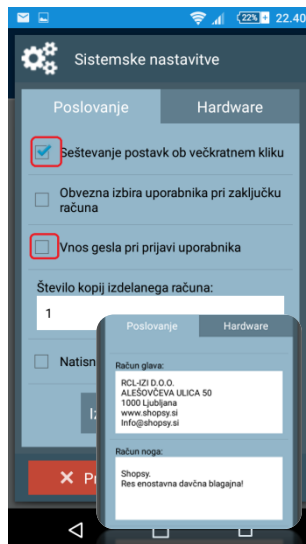 22% 22.40
Sistemske nastavitve
Poslovanje Hardware
Seštevanje postavk ob večkratnem kliku
Obvezna izbira uporabnika pri zaključku
računa
Vnos gesla pri prijavi uporabnika
Število kopij izdelanega računa:
1
Poslovanje Hardware
Račun glava:
RCL-IZI D.O.O.
ALEŠOVČEVA ULICA 50
1000 Ljubljana
www.shopsy.si
Info@shopsy.si
Račun noga:
Shopsy.
Res enostavna davčna blagajna!